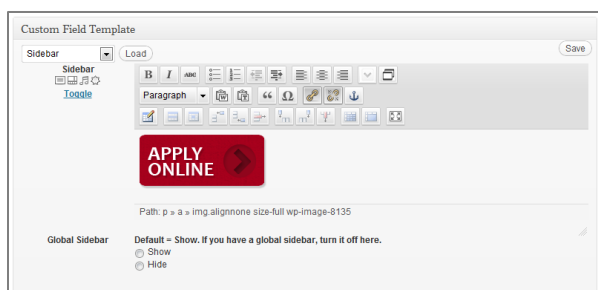 Custom Field Template
Sidebar Load Save
Sidebar
Toggle
B I ABC
Paragraph
APPLY
ONLINE
Path: p » a » img.alignnone size-full wp-image-8135
Global Sidebar Default = Show. If you have a global sidebar, turn it off here.
Show
Hide